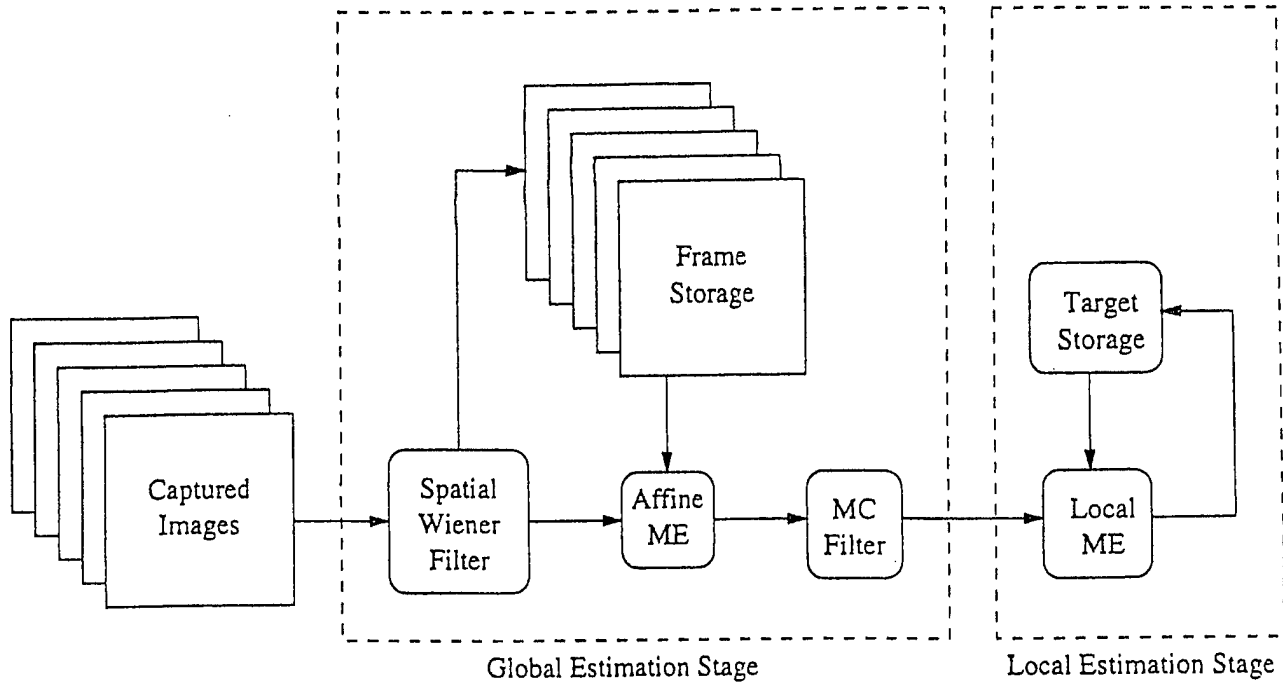 Frame
Storage
Target
Storage
Captured
Images
Spatial
Wiener
Filter
Affine
ME
MC
Filter
Local
ME
Global Estimation Stage
Local Estimation Stage